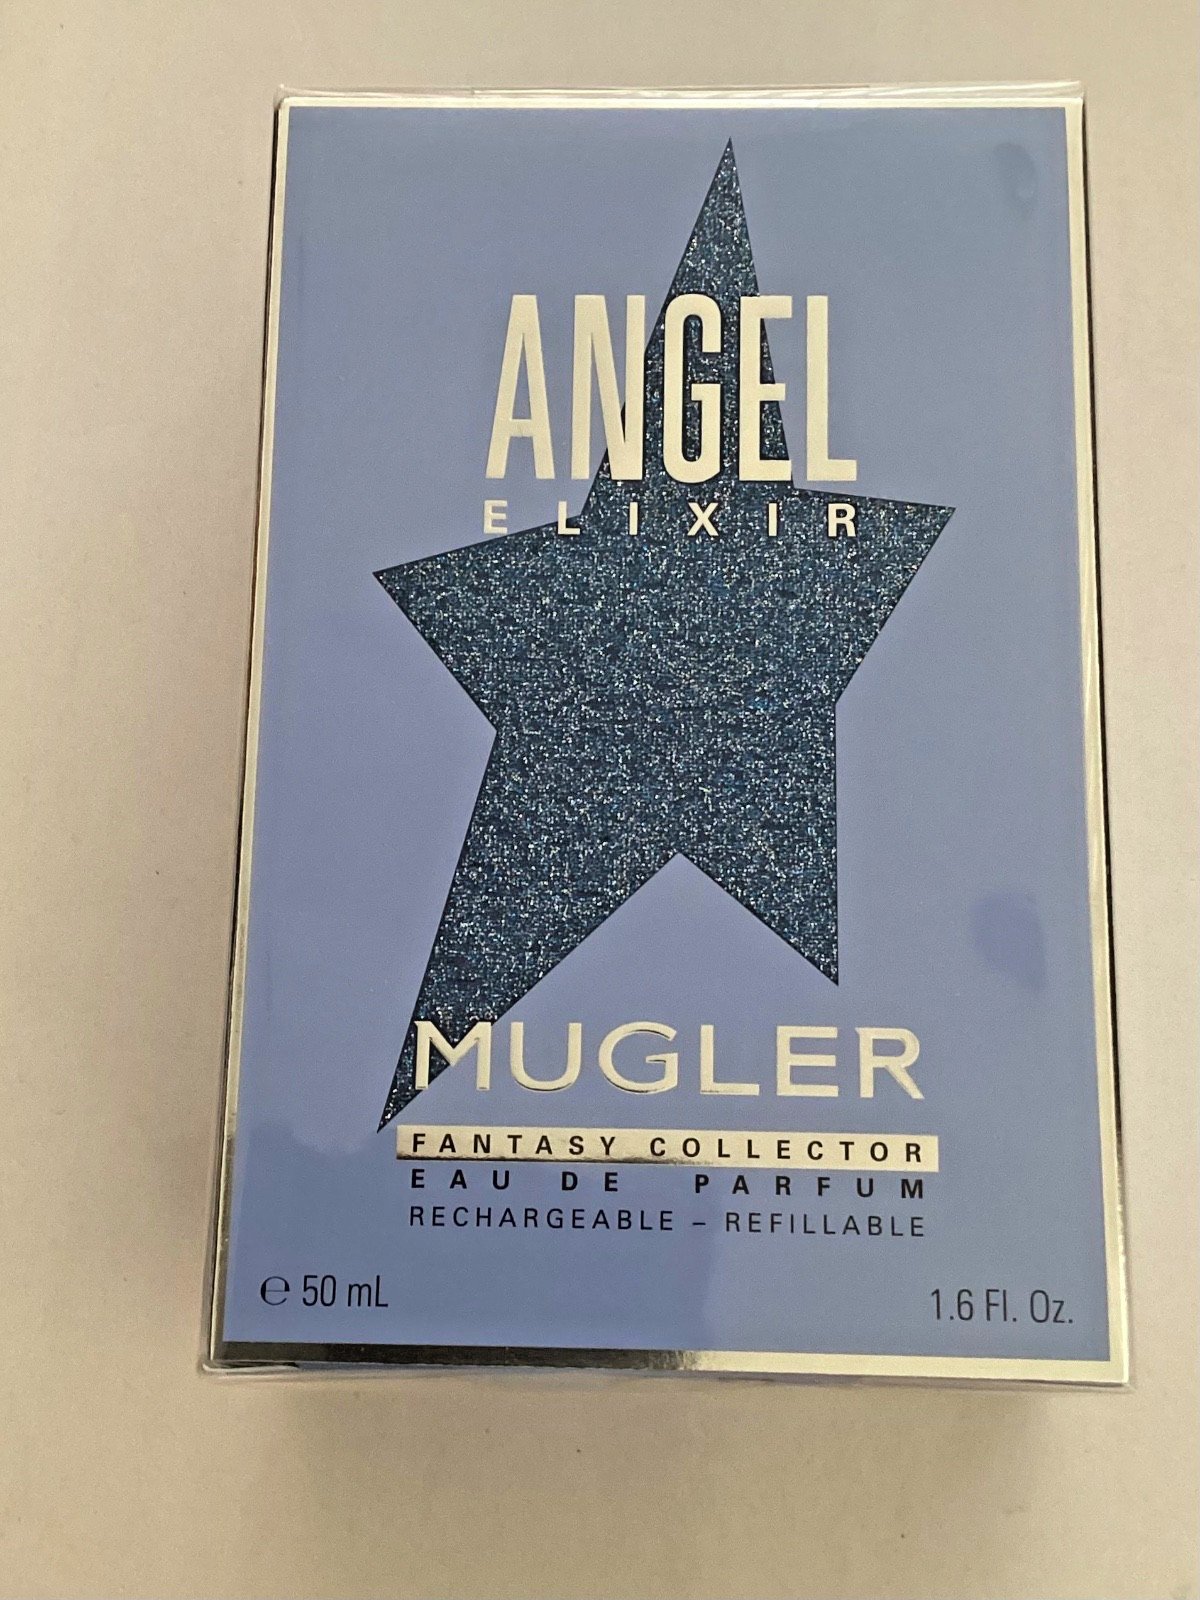 ANGEL
ELIXIR
MUGLER
FANTASY COLLECTOR
EAU DE PARFUM
RECHARGEABLE – REFILLABLE
℮ 50 mL
1.6 Fl. Oz.